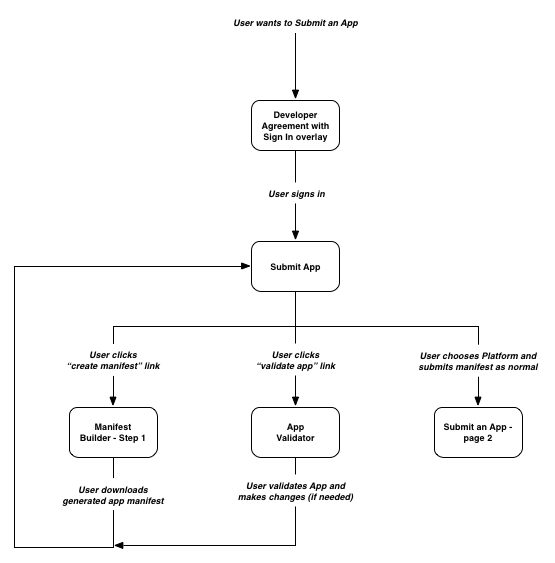 User wants to Submit an App
Developer
Agreement with
Sign In overlay
User signs in
Submit App
User clicks
“create manifest” link
User clicks
“validate app” link
User chooses Platform and
submits manifest as normal
Manifest
Builder - Step 1
App
Validator
Submit an App -
page 2
User downloads
generated app manifest
User validates App and
makes changes (if needed)